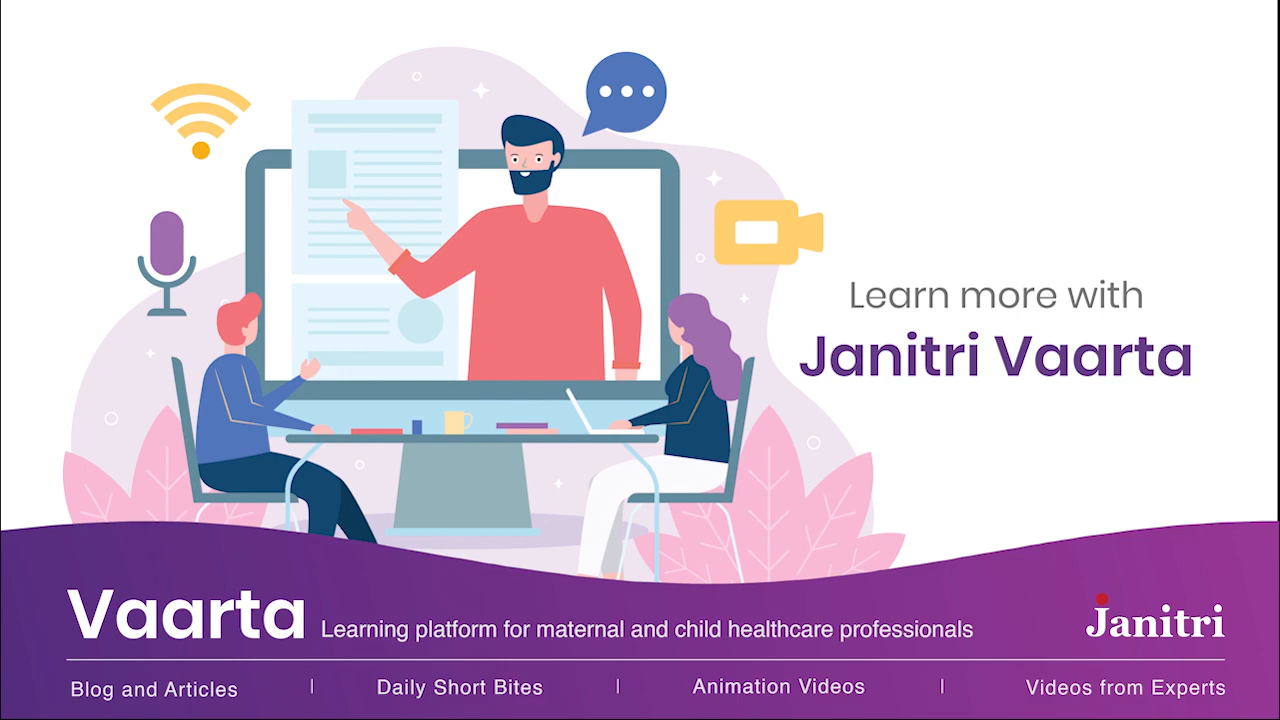 Learn more with
Janitri Vaarta
Vaarta Learning platform for maternal and child healthcare professionals
Janitri
Blog and Articles | Daily Short Bites | Animation Videos | Videos from Experts